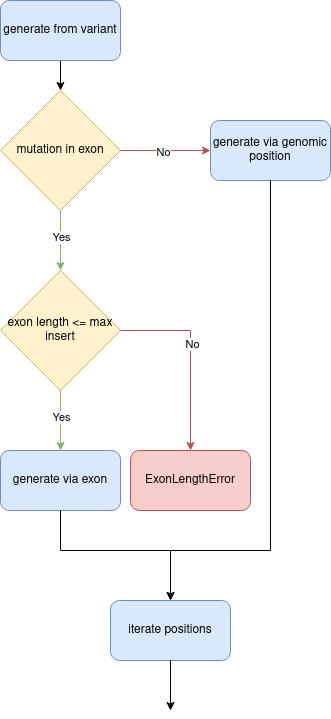 generate from variant
mutation in exon
No
generate via genomic
position
Yes
exon length <= max
insert
No
Yes
generate via exon
ExonLengthError
iterate positions